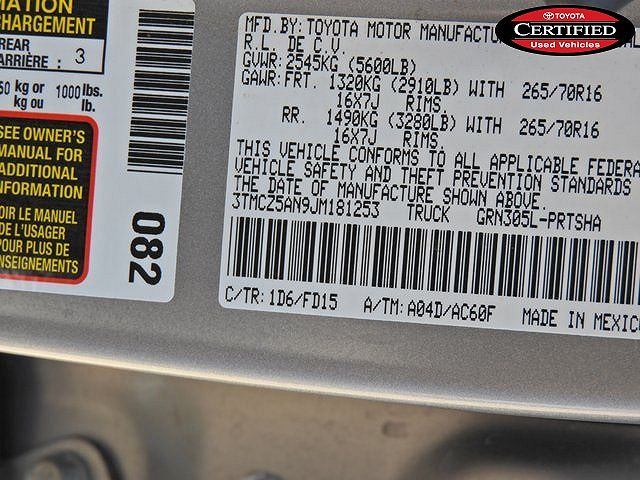 TOYOTA
CERTIFIED
Used Vehicles
MATION
CHARGEMENT
REAR
ARRIÈRE: 3
50 kg or 1000 lbs.
kg ou lb.
SEE OWNER'S
MANUAL FOR
ADDITIONAL
INFORMATION
VOIR LE MANUEL
DE L'USAGER
POUR PLUS DE
RENSEIGNEMENTS
082
MFD.BY: TOYOTA MOTOR MANUFACTUR
R.L. DE C.V.
GVWR: 2545KG (5600LB)
GAWR: FRT. 1320KG (2910LB) WITH 265/70R16
16X7J RIMS.
RR. 1490KG (3280LB) WITH 265/70R16
16X7J RIMS.
THIS VEHICLE CONFORMS TO ALL APPLICABLE FEDERA
VEHICLE SAFETY AND THEFT PREVENTION STANDARDS
THE DATE OF MANUFACTURE SHOWN ABOVE.
3TMCZ5AN9JM181253 TRUCK GRN305L-PRTSHA
C/TR: 1D6/FD15 A/TM: A04D/AC60F MADE IN MEXICO